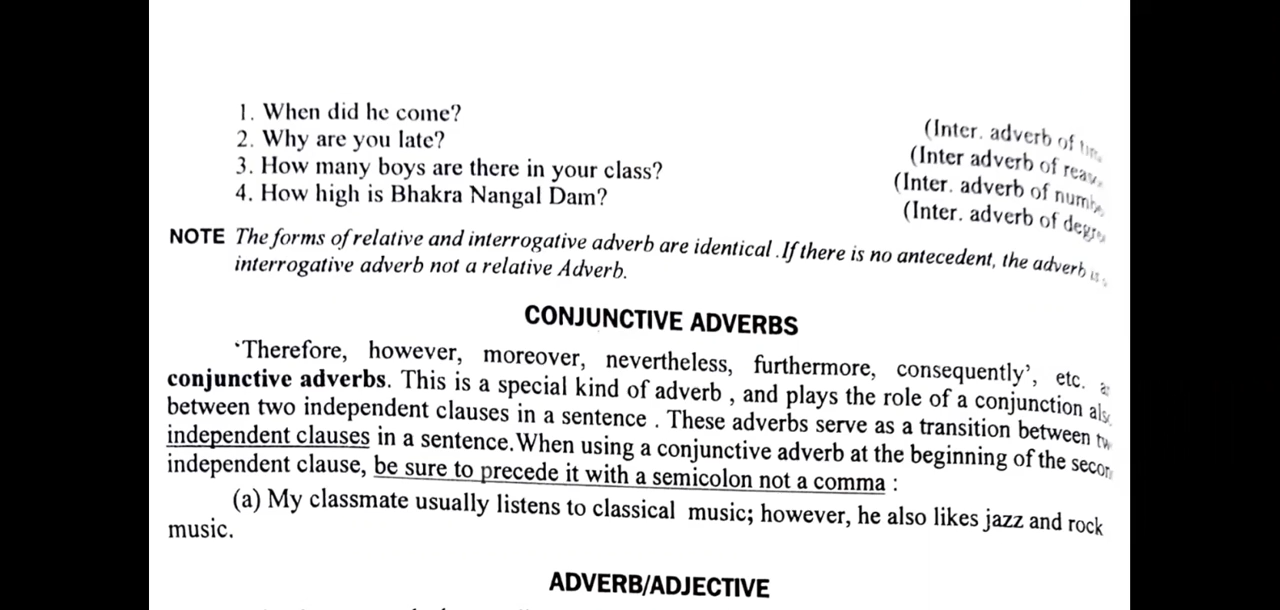 1. When did he come? (Inter. adverb of
2. Why are you late? (Inter adverb of
3. How many boys are there in your class? (Inter. adverb of
4. How high is Bhakra Nangal Dam? (Inter. adverb of
NOTE The forms of relative and interrogative adverb are identical .If there is no antecedent, the adverb
interrogative adverb not a relative Adverb.
CONJUNCTIVE ADVERBS
‘Therefore, however, moreover, nevertheless, furthermore, consequently’, etc.
conjunctive adverbs. This is a special kind of adverb , and plays the role of a conjunction
between two independent clauses in a sentence . These adverbs serve as a transition between
independent clauses in a sentence.When using a conjunctive adverb at the beginning of the
independent clause, be sure to precede it with a semicolon not a comma :
(a) My classmate usually listens to classical music; however, he also likes jazz and rock
music.
ADVERB/ADJECTIVE